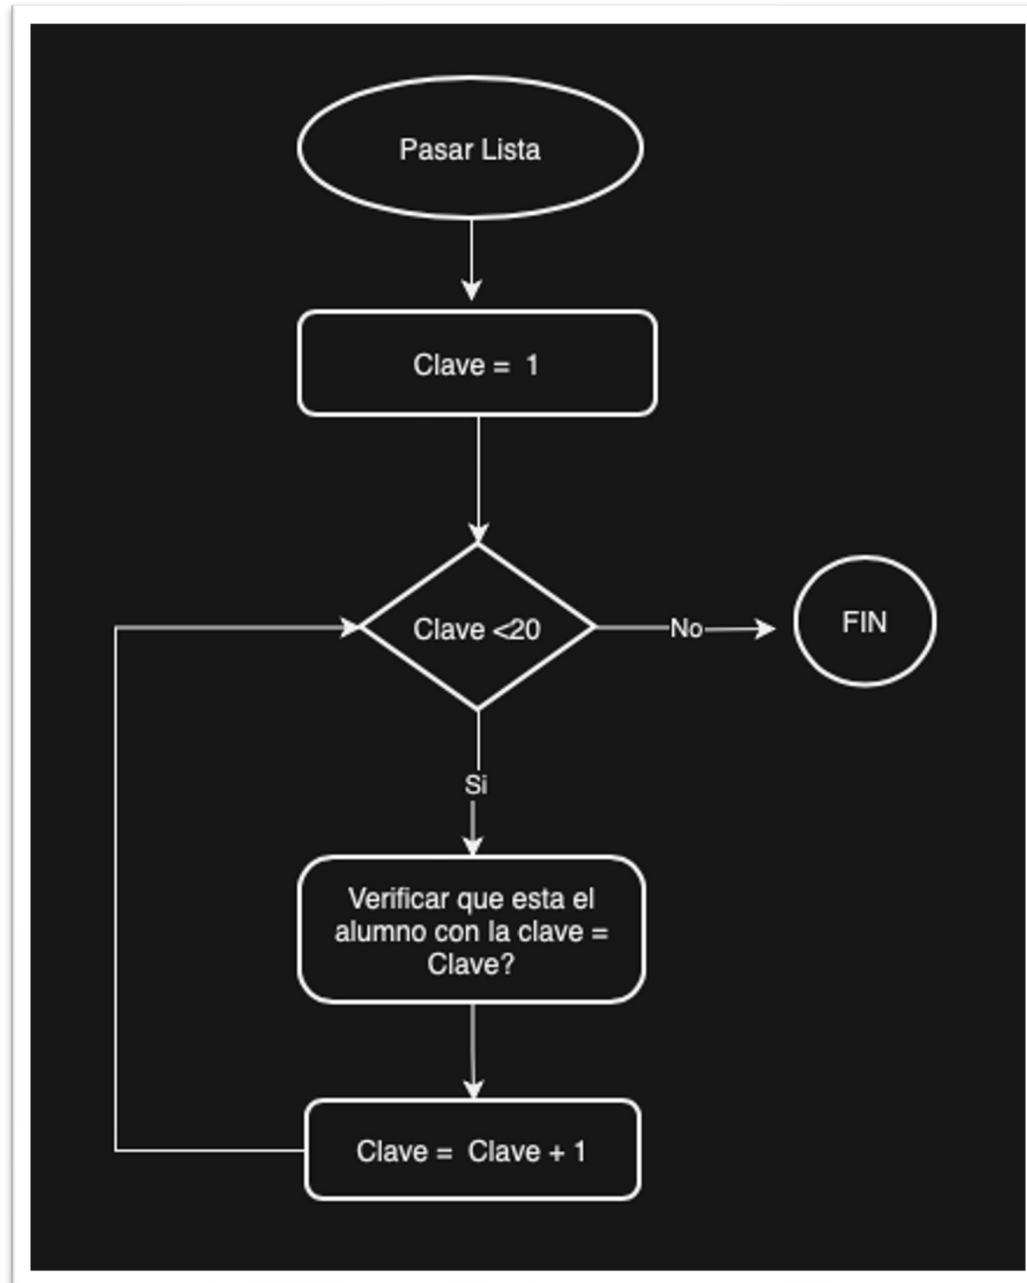 Pasar Lista
Clave = 1
Clave <20
No
FIN
Si
Verificar que esta el
alumno con la clave =
Clave?
Clave = Clave + 1